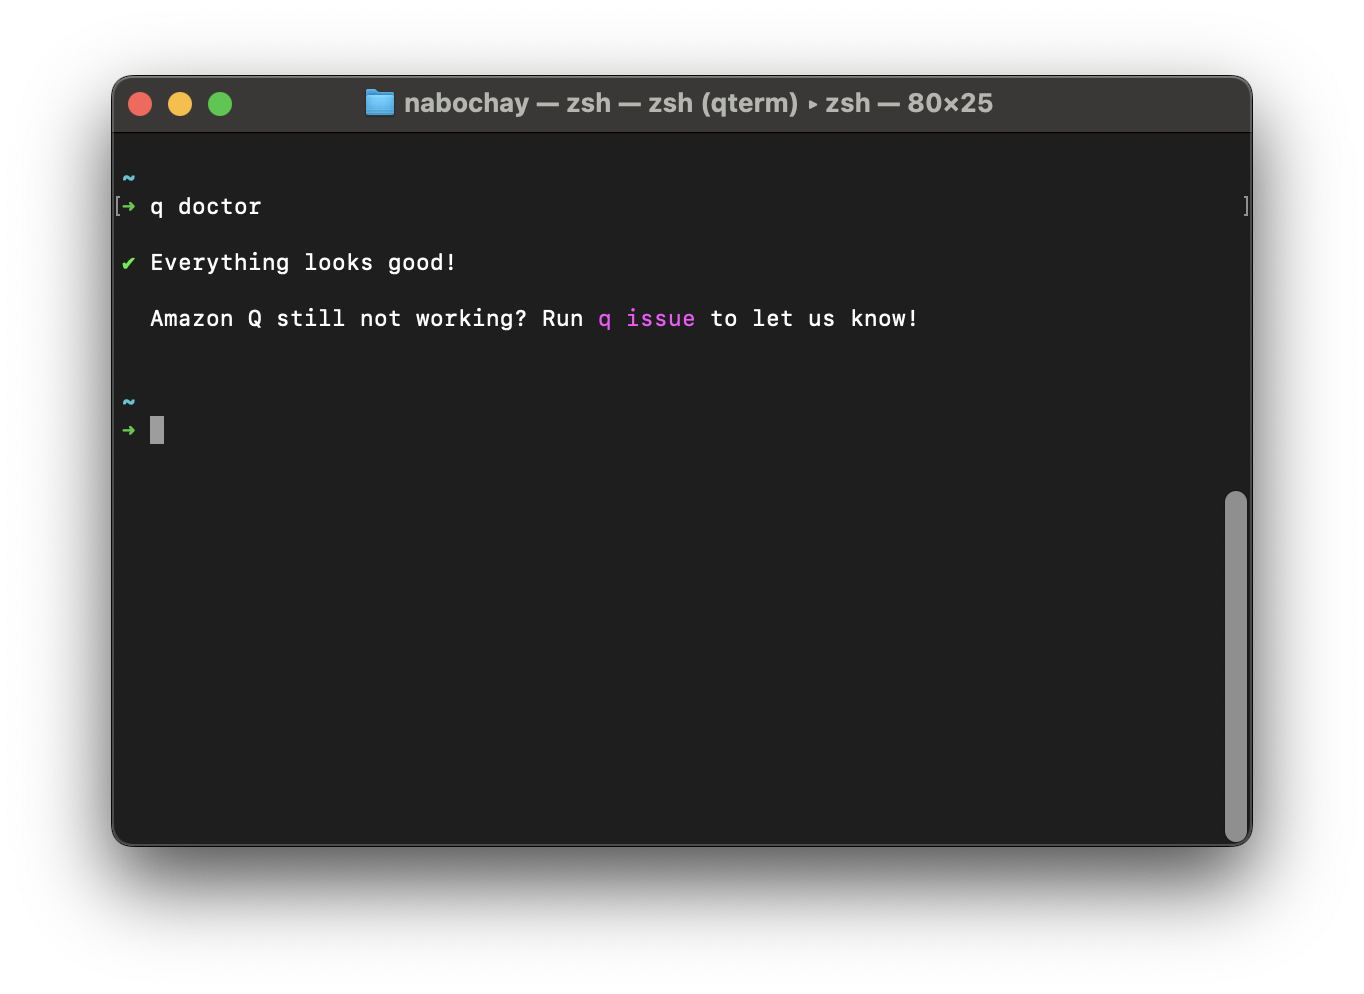 nabochay — zsh — zsh (qterm) ▸ zsh — 80×25
~
[➜ q doctor ]
✔ Everything looks good!
Amazon Q still not working? Run q issue to let us know!
~
➜